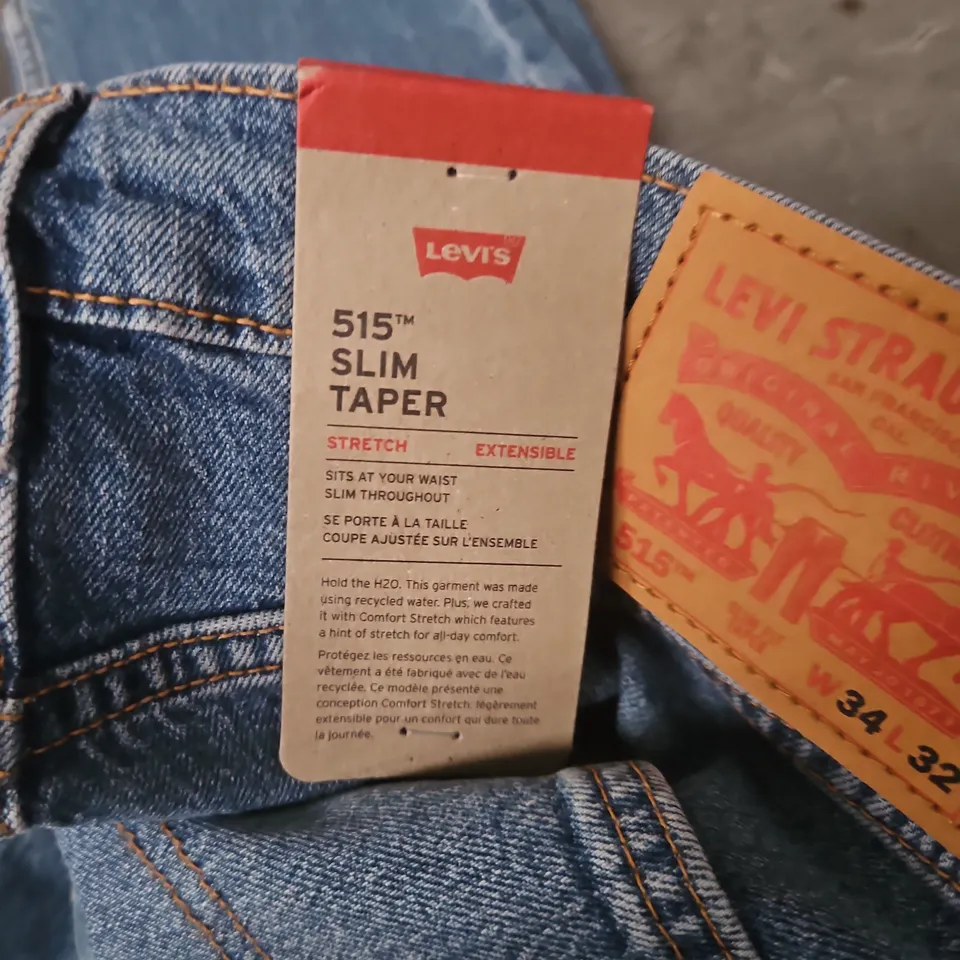 Levi's
515™
SLIM
TAPER
STRETCH EXTENSIBLE
SITS AT YOUR WAIST
SLIM THROUGHOUT
SE PORTE À LA TAILLE
COUPE AJUSTÉE SUR L'ENSEMBLE
Hold the H2O. This garment was made
using recycled water. Plus, we crafted
it with Comfort Stretch which features
a hint of stretch for all-day comfort.
Protégez les ressources en eau. Ce
vêtement a été fabriqué avec de l'eau
recyclée. Ce modèle présente une
conception Comfort Stretch, légèrement
extensible pour un confort qui dure toute
la journée.
LEVI STRAU
SAN FRANCISCO
CAL.
ORIGINAL RIV
QUALITY
CLOTH
515™
W 34 L 32